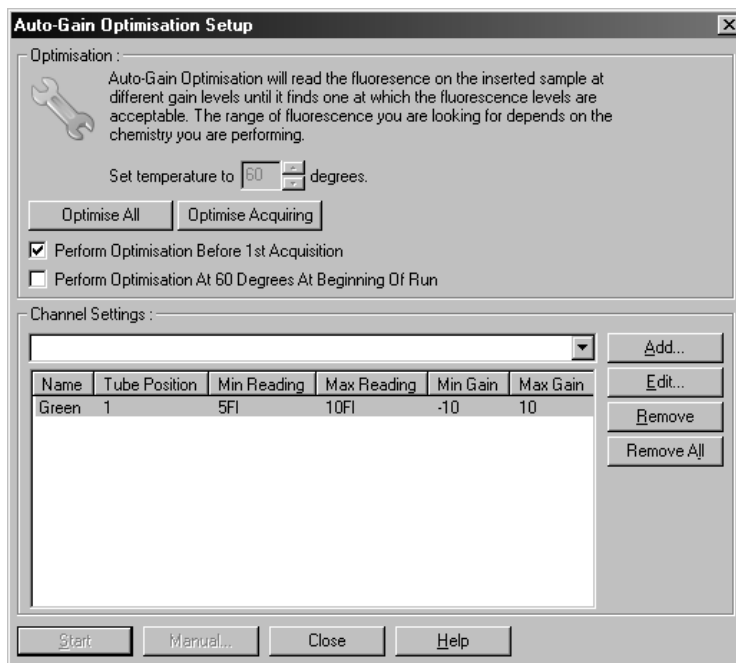 Auto-Gain Optimisation Setup
Optimisation :
Auto-Gain Optimisation will read the fluoresence on the inserted sample at
different gain levels until it finds one at which the fluorescence levels are
acceptable. The range of fluorescence you are looking for depends on the
chemistry you are performing.
Set temperature to 60 degrees.
Optimise All Optimise Acquiring
Perform Optimisation Before 1st Acquisition
Perform Optimisation At 60 Degrees At Beginning Of Run
Channel Settings :
Add...
Name Tube Position Min Reading Max Reading Min Gain Max Gain Edit...
Green 1 5Fl 10Fl -10 10
Remove
Remove All
Start Manual... Close Help